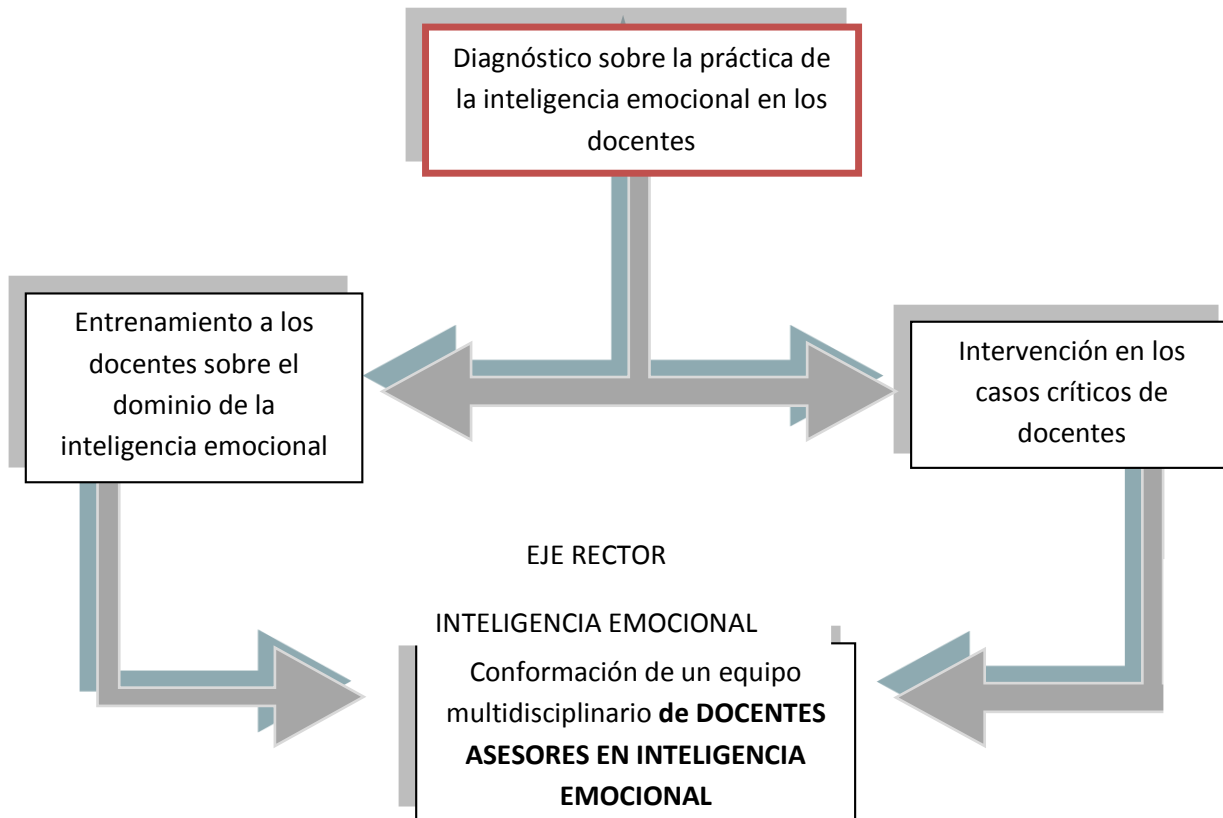 Diagnóstico sobre la práctica de
la inteligencia emocional en los
docentes
Entrenamiento a los
docentes sobre el
dominio de la
inteligencia emocional
Intervención en los
casos críticos de
docentes
EJE RECTOR
INTELIGENCIA EMOCIONAL
Conformación de un equipo
multidisciplinario de DOCENTES
ASESORES EN INTELIGENCIA
EMOCIONAL